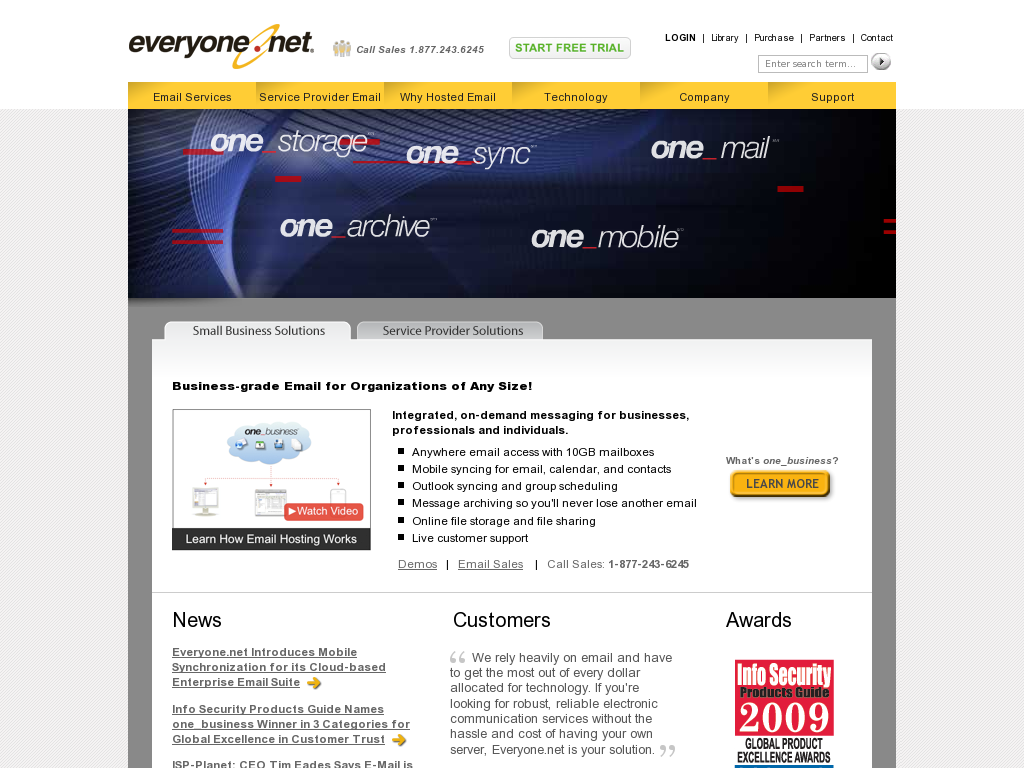 everyone.net
Call Sales 1.877.243.6245
START FREE TRIAL
LOGIN | Library | Purchase | Partners | Contact
Enter search term...
Email Services
Service Provider Email
Why Hosted Email
Technology
Company
Support
one_storage
one_sync
one_mail
one_archive
one_mobile
Small Business Solutions
Service Provider Solutions
Business-grade Email for Organizations of Any Size!
one_business
Watch Video
Learn How Email Hosting Works
Integrated, on-demand messaging for businesses,
professionals and individuals.
Anywhere email access with 10GB mailboxes
Mobile syncing for email, calendar, and contacts
Outlook syncing and group scheduling
Message archiving so you'll never lose another email
Online file storage and file sharing
Live customer support
Demos | Email Sales | Call Sales: 1-877-243-6245
What's one_business?
LEARN MORE
News
Everyone.net Introduces Mobile
Synchronization for its Cloud-based
Enterprise Email Suite
Info Security Products Guide Names
one_business Winner in 3 Categories for
Global Excellence in Customer Trust
ISP-Planet: CEO Tim Eades Says E-Mail is
Customers
“ We rely heavily on email and have
to get the most out of every dollar
allocated for technology. If you're
looking for robust, reliable electronic
communication services without the
hassle and cost of having your own
server, Everyone.net is your solution. ”
Awards
Info Security
Products Guide
2009
GLOBAL PRODUCT
EXCELLENCE AWARDS